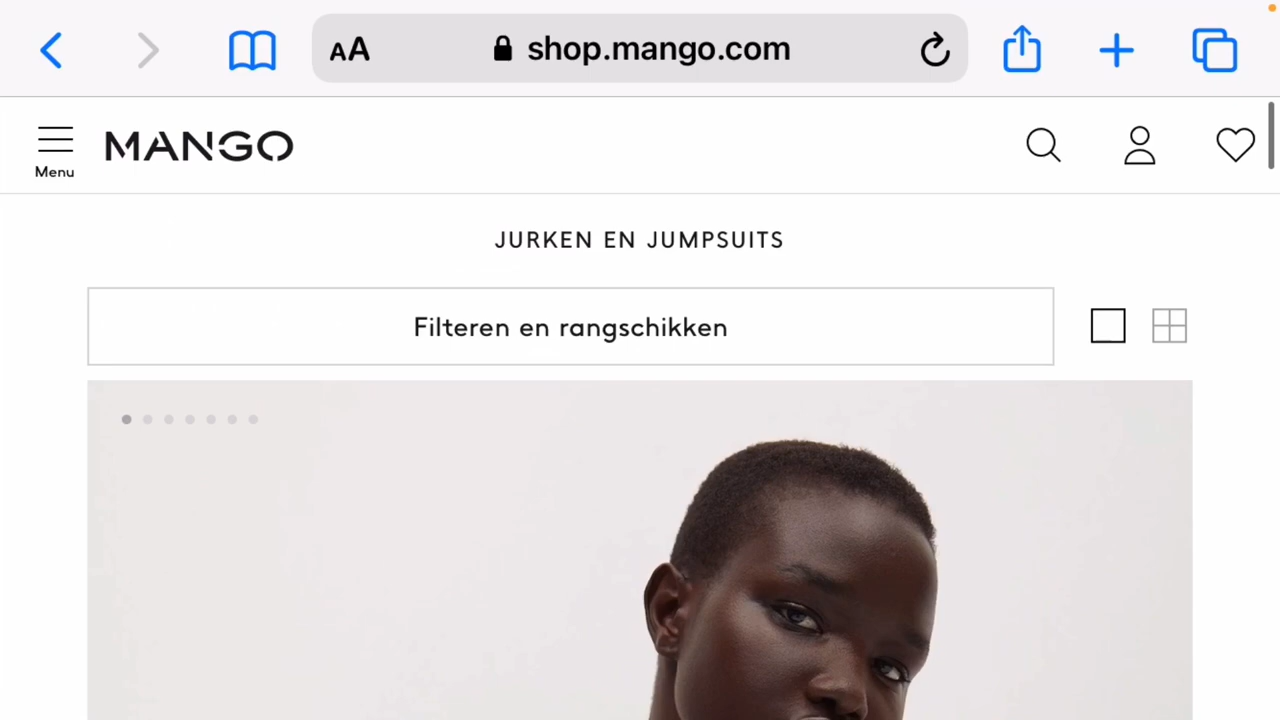 AA shop.mango.com
MANGO
Menu
JURKEN EN JUMPSUITS
Filteren en rangschikken